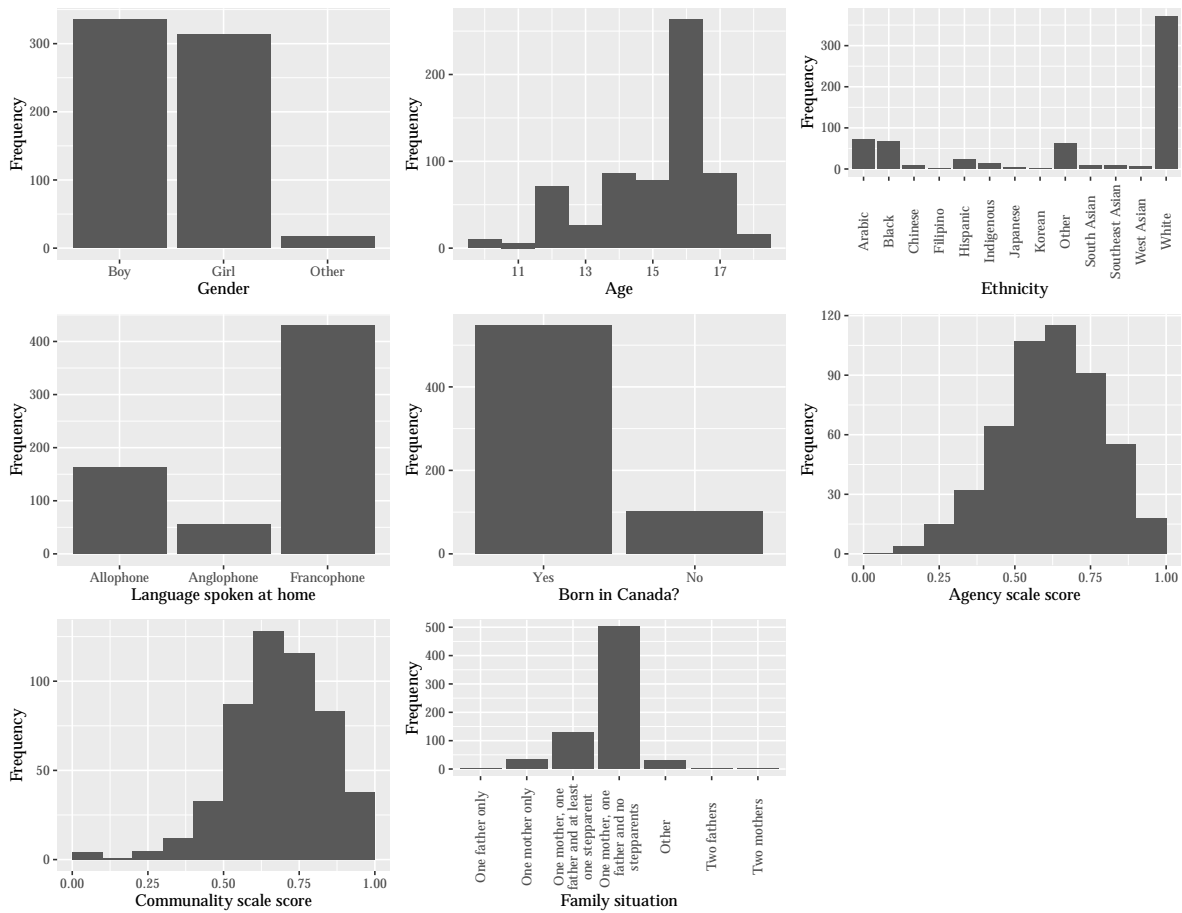 Frequency
300
200
100
0
Boy
Girl
Other
Gender
Frequency
200
100
0
11
13
15
17
Age
Frequency
300
200
100
0
Arabic
Black
Chinese
Filipino
Hispanic
Indigenous
Japanese
Korean
Other
South Asian
Southeast Asian
West Asian
White
Ethnicity
Frequency
400
300
200
100
0
Allophone
Anglophone
Francophone
Language spoken at home
Frequency
400
200
0
Yes
No
Born in Canada?
Frequency
120
90
60
30
0
0.00
0.25
0.50
0.75
1.00
Agency scale score
Frequency
100
50
0
0.00
0.25
0.50
0.75
1.00
Communality scale score
Frequency
500
400
300
200
100
0
One father only
One mother only
One mother, one
father and at least
one stepparent
One mother, one
father and no
stepparents
Other
Two fathers
Two mothers
Family situation